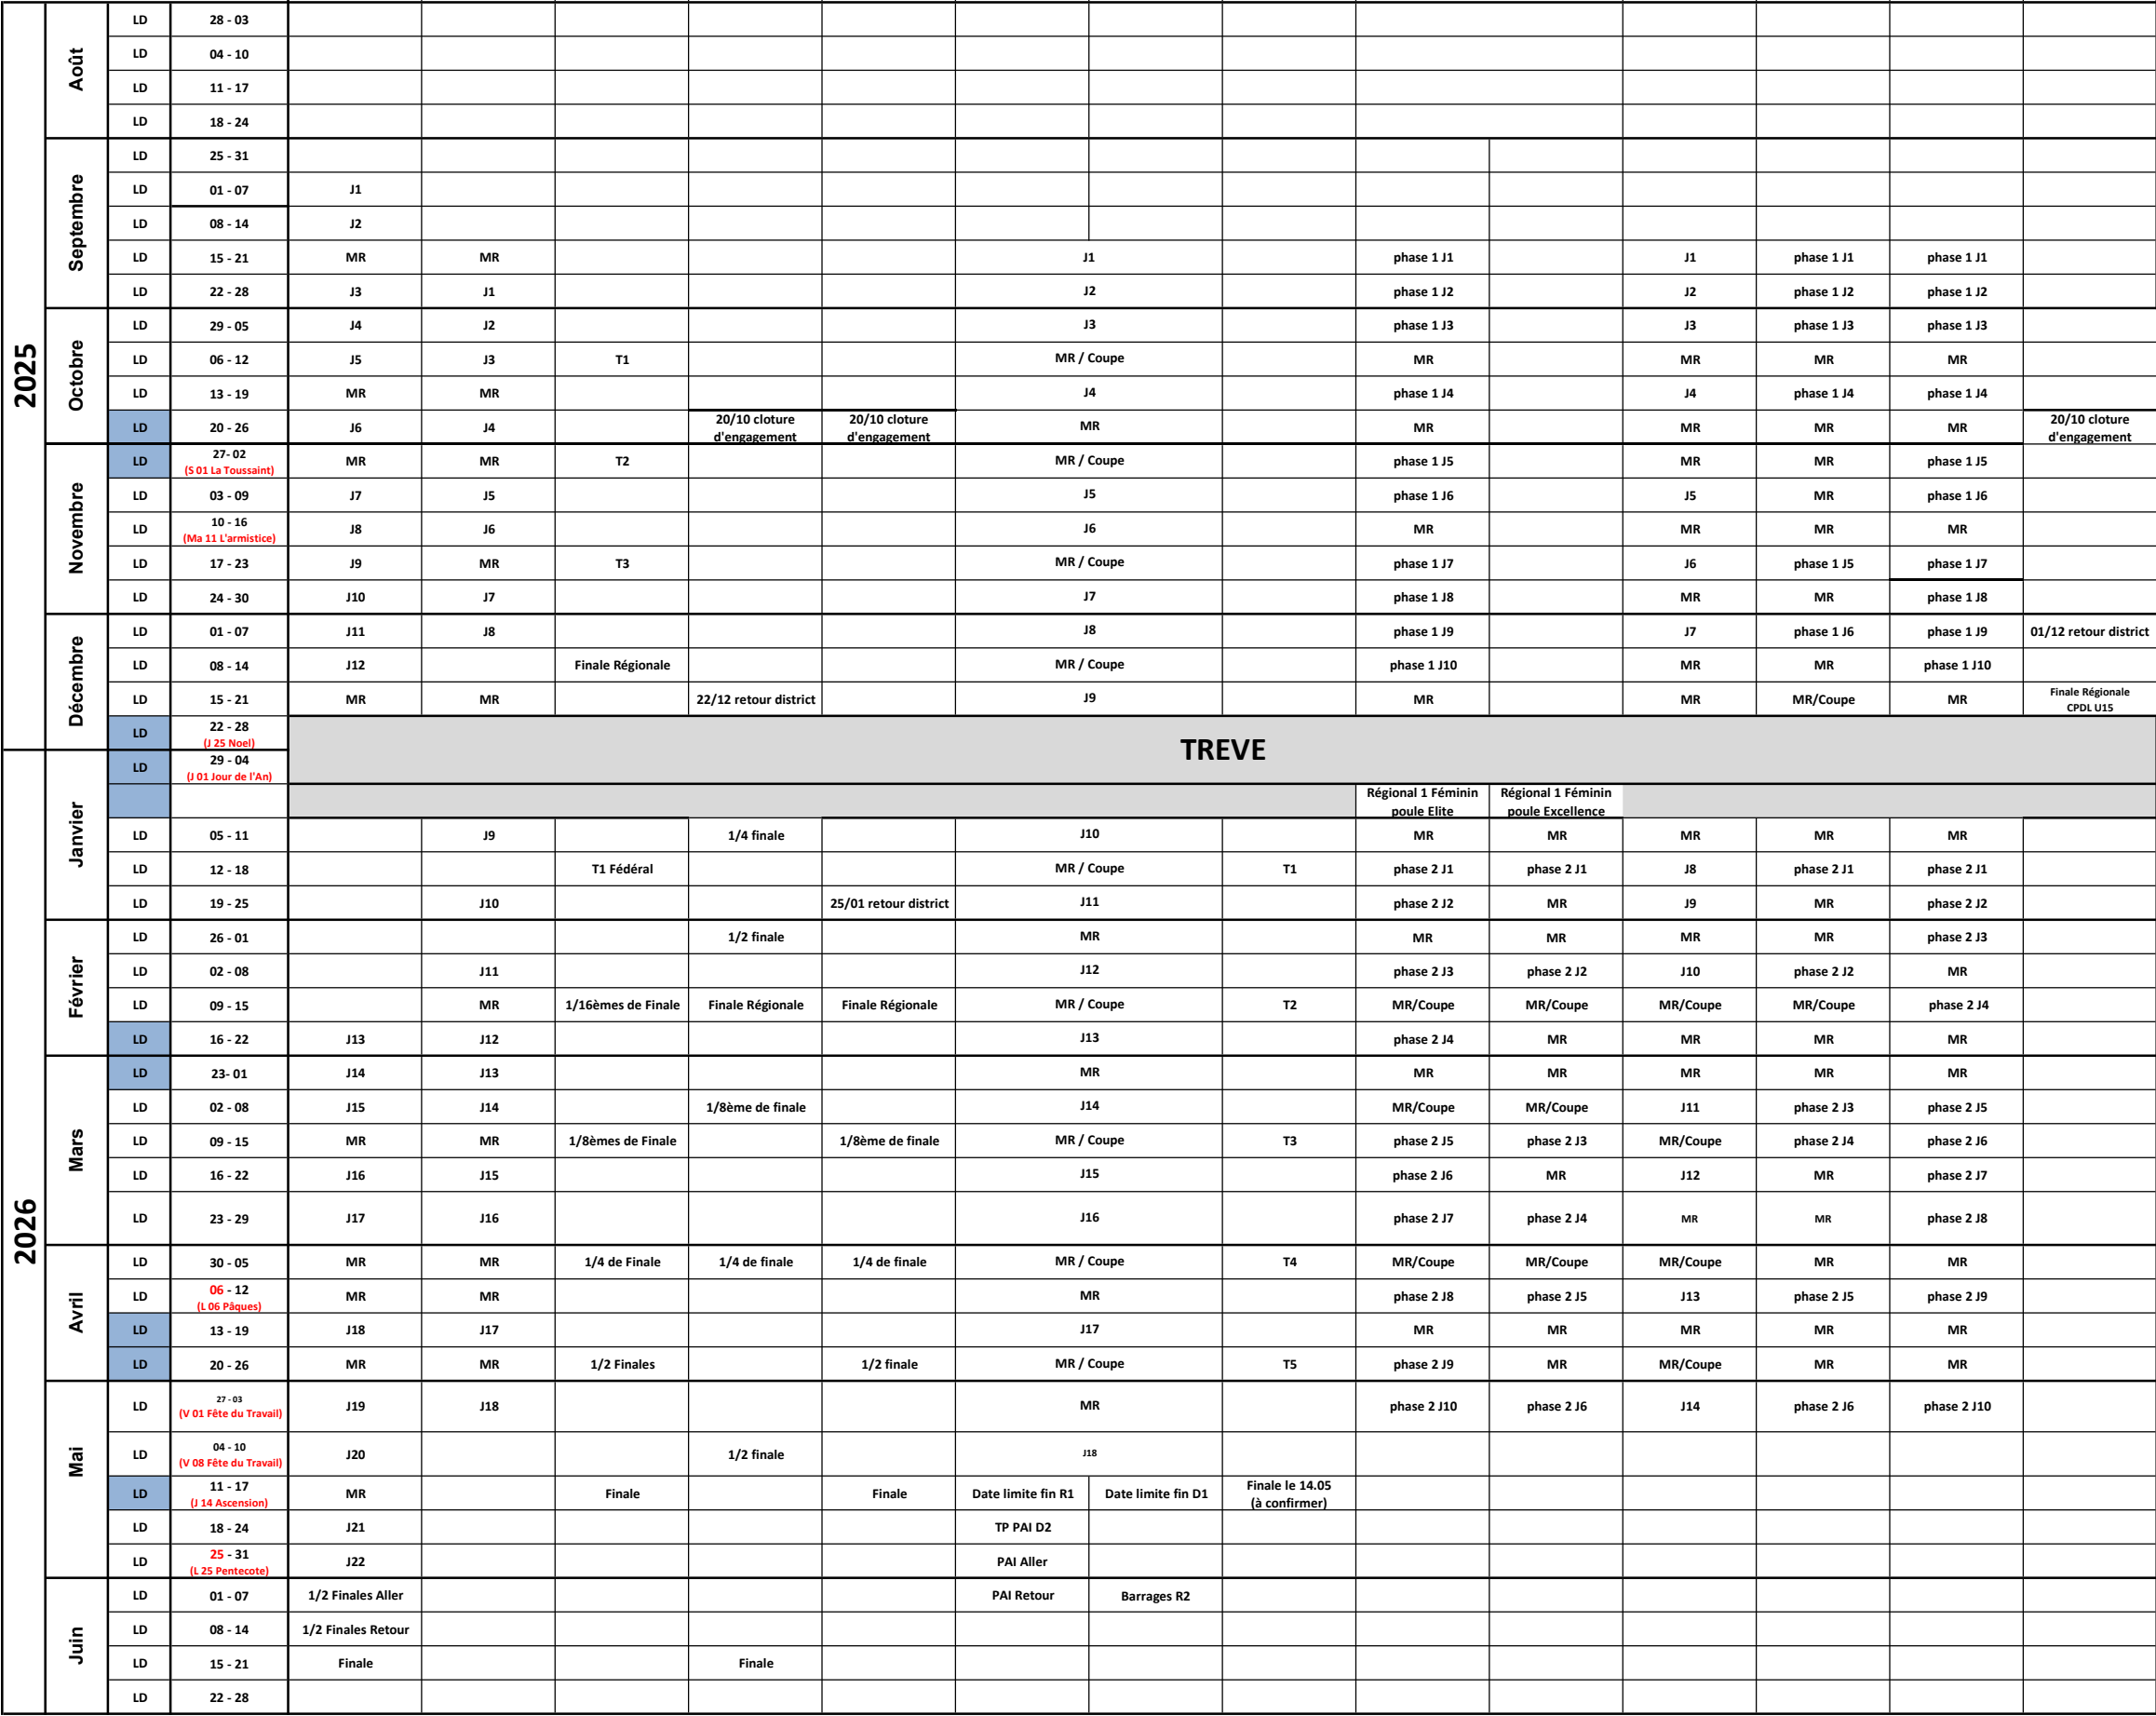 2025
Août
LD 28 - 03
LD 04 - 10
LD 11 - 17
LD 18 - 24
Septembre
LD 25 - 31
LD 01 - 07 J1
LD 08 - 14 J2
LD 15 - 21 MR MR J1 phase 1 J1 J1 phase 1 J1 phase 1 J1
LD 22 - 28 J3 J1 J2 phase 1 J2 J2 phase 1 J2 phase 1 J2
Octobre
LD 29 - 05 J4 J2 J3 phase 1 J3 J3 phase 1 J3 phase 1 J3
LD 06 - 12 J5 J3 T1 MR / Coupe MR MR MR MR
LD 13 - 19 MR MR J4 phase 1 J4 J4 phase 1 J4 phase 1 J4
LD 20 - 26 J6 J4 20/10 cloture d'engagement 20/10 cloture d'engagement MR MR MR MR MR 20/10 cloture d'engagement
Novembre
LD 27- 02 (S 01 La Toussaint) MR MR T2 MR / Coupe phase 1 J5 MR MR phase 1 J5
LD 03 - 09 J7 J5 J5 phase 1 J6 J5 MR phase 1 J6
LD 10 - 16 (Ma 11 L'armistice) J8 J6 J6 MR MR MR MR
LD 17 - 23 J9 MR T3 MR / Coupe phase 1 J7 J6 phase 1 J5 phase 1 J7
LD 24 - 30 J10 J7 J7 phase 1 J8 MR MR phase 1 J8
Décembre
LD 01 - 07 J11 J8 J8 phase 1 J9 J7 phase 1 J6 phase 1 J9 01/12 retour district
LD 08 - 14 J12 Finale Régionale MR / Coupe phase 1 J10 MR MR phase 1 J10
LD 15 - 21 MR MR 22/12 retour district J9 MR MR MR/Coupe MR Finale Régionale CPDL U15
LD 22 - 28 (J 25 Noel)
TREVE
2026
Janvier
LD 29 - 04 (J 01 Jour de l'An)
Régional 1 Féminin poule Elite Régional 1 Féminin poule Excellence
LD 05 - 11 J9 1/4 finale J10 MR MR MR MR MR
LD 12 - 18 T1 Fédéral MR / Coupe T1 phase 2 J1 phase 2 J1 J8 phase 2 J1 phase 2 J1
LD 19 - 25 J10 25/01 retour district J11 phase 2 J2 MR J9 MR phase 2 J2
Février
LD 26 - 01 1/2 finale MR MR MR MR MR phase 2 J3
LD 02 - 08 J11 J12 phase 2 J3 phase 2 J2 J10 phase 2 J2 MR
LD 09 - 15 MR 1/16èmes de Finale Finale Régionale Finale Régionale MR / Coupe T2 MR/Coupe MR/Coupe MR/Coupe MR/Coupe phase 2 J4
LD 16 - 22 J13 J12 J13 phase 2 J4 MR MR MR MR
Mars
LD 23- 01 J14 J13 MR MR MR MR MR MR
LD 02 - 08 J15 J14 1/8ème de finale J14 MR/Coupe MR/Coupe J11 phase 2 J3 phase 2 J5
LD 09 - 15 MR MR 1/8èmes de Finale 1/8ème de finale MR / Coupe T3 phase 2 J5 phase 2 J3 MR/Coupe phase 2 J4 phase 2 J6
LD 16 - 22 J16 J15 J15 phase 2 J6 MR J12 MR phase 2 J7
LD 23 - 29 J17 J16 J16 phase 2 J7 phase 2 J4 MR MR phase 2 J8
Avril
LD 30 - 05 MR MR 1/4 de Finale 1/4 de finale 1/4 de finale MR / Coupe T4 MR/Coupe MR/Coupe MR/Coupe MR MR
LD 06 - 12 (L 06 Pâques) MR MR MR phase 2 J8 phase 2 J5 J13 phase 2 J5 phase 2 J9
LD 13 - 19 J18 J17 J17 MR MR MR MR MR
LD 20 - 26 MR MR 1/2 Finales 1/2 finale MR / Coupe T5 phase 2 J9 MR MR/Coupe MR MR
Mai
LD 27 - 03 (V 01 Fête du Travail) J19 J18 MR phase 2 J10 phase 2 J6 J14 phase 2 J6 phase 2 J10
LD 04 - 10 (V 08 Fête du Travail) J20 1/2 finale J18
LD 11 - 17 (J 14 Ascension) MR Finale Finale Date limite fin R1 Date limite fin D1 Finale le 14.05 (à confirmer)
LD 18 - 24 J21 TP PAI D2
LD 25 - 31 (L 25 Pentecote) J22 PAI Aller
Juin
LD 01 - 07 1/2 Finales Aller PAI Retour Barrages R2
LD 08 - 14 1/2 Finales Retour
LD 15 - 21 Finale Finale
LD 22 - 28